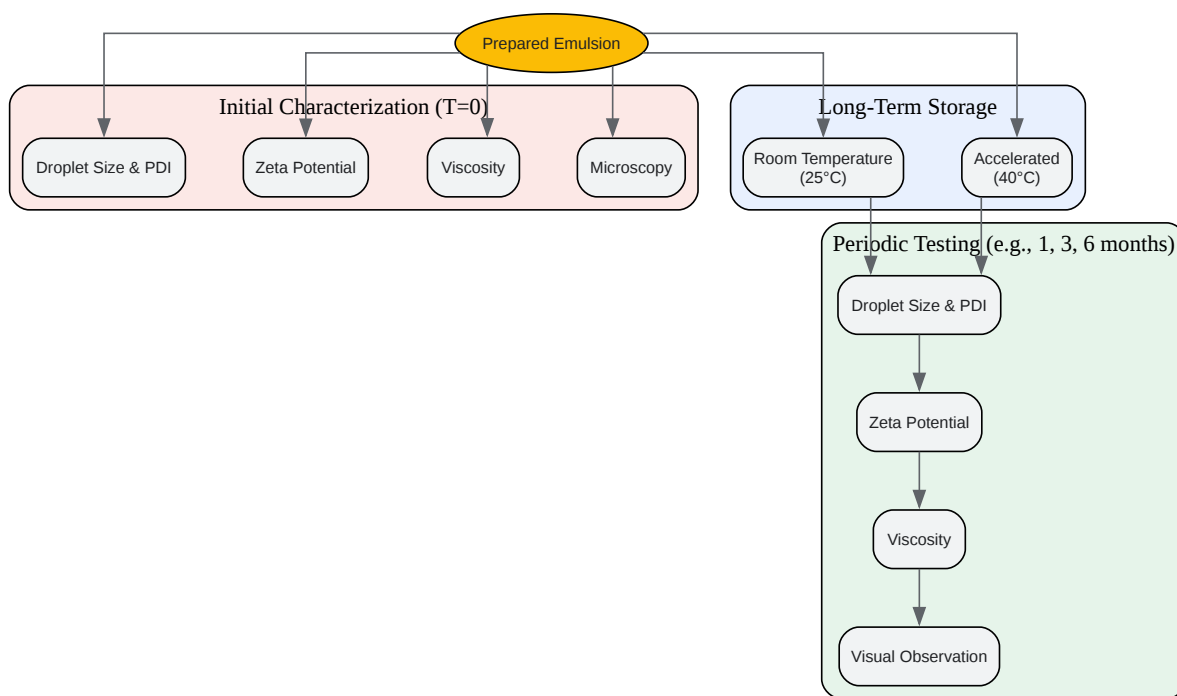 Prepared Emulsion
Initial Characterization (T=0)
Long-Term Storage
Droplet Size & PDI
Zeta Potential
Viscosity
Microscopy
Room Temperature
(25°C)
Accelerated
(40°C)
Periodic Testing (e.g., 1, 3, 6 months)
Droplet Size & PDI
Zeta Potential
Viscosity
Visual Observation